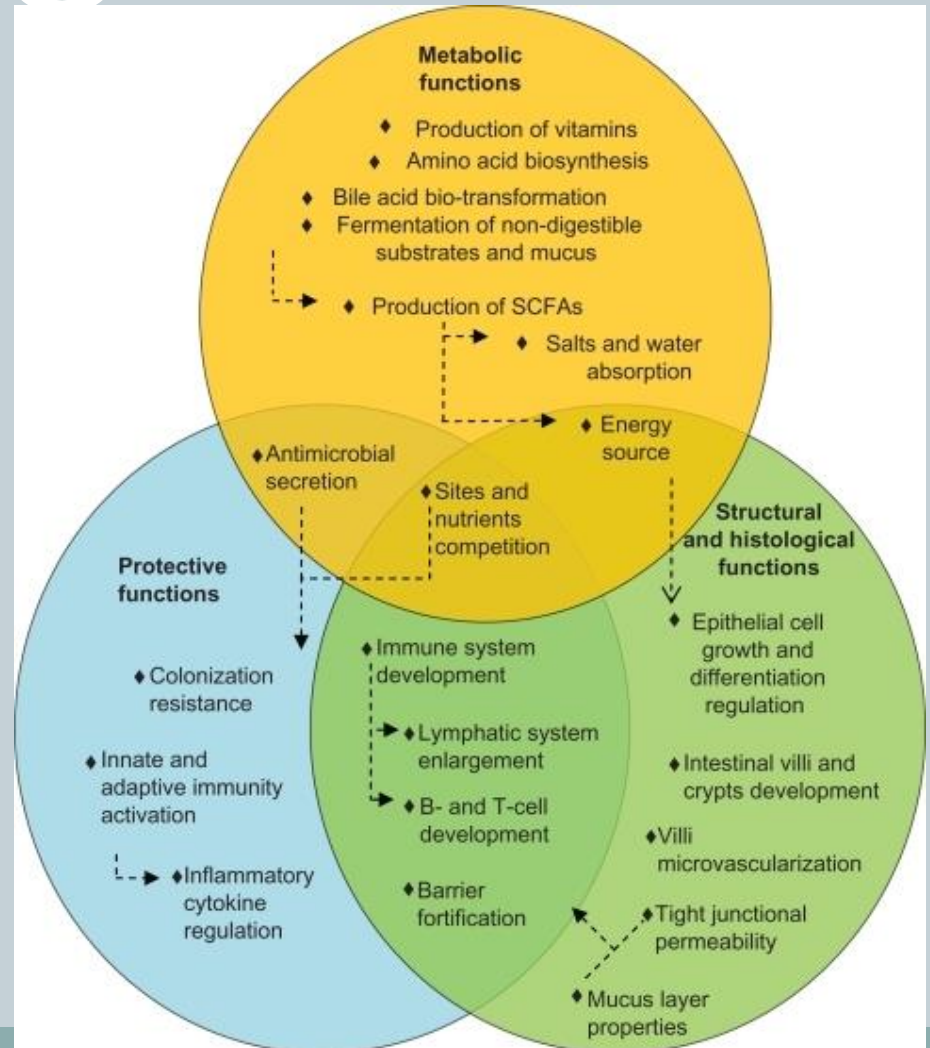 Metabolic
functions
♦ Production of vitamins
♦ Amino acid biosynthesis
♦ Bile acid bio-transformation
♦ Fermentation of non-digestible
substrates and mucus
♦ Production of SCFAs
♦ Salts and water
absorption
♦ Energy
source
♦ Antimicrobial
secretion
♦ Sites and
nutrients
competition
Structural
and histological
functions
Protective
functions
♦ Epithelial cell
growth and
differentiation
regulation
♦ Immune system
development
♦ Colonization
resistance
♦ Lymphatic system
enlargement
♦ Innate and
adaptive immunity
activation
♦ Intestinal villi and
crypts development
♦ B- and T-cell
development
♦ Villi
microvascularization
♦ Inflammatory
cytokine
regulation
♦ Barrier
fortification
♦ Tight junctional
permeability
♦ Mucus layer
properties